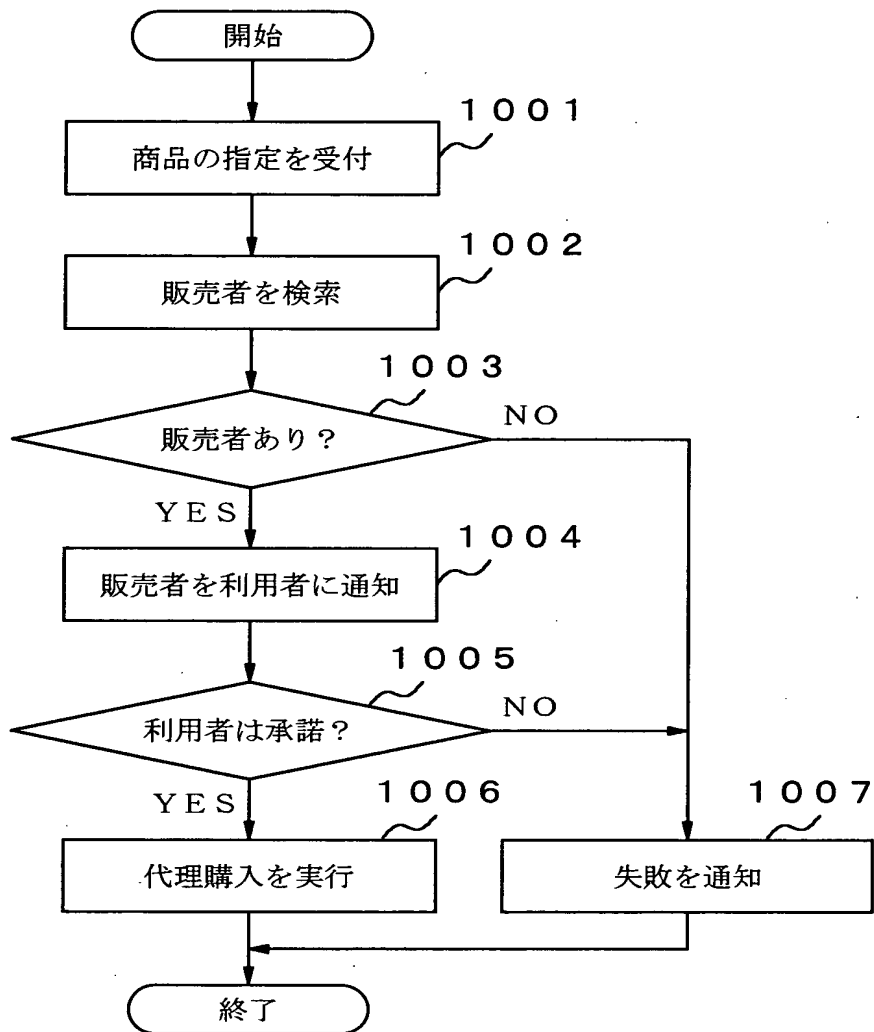 開始
１００１
商品の指定を受付
１００２
販売者を検索
１００３
販売者あり？
ＮＯ
ＹＥＳ
１００４
販売者を利用者に通知
１００５
利用者は承諾？
ＮＯ
ＹＥＳ
１００６
代理購入を実行
１００７
失敗を通知
終了